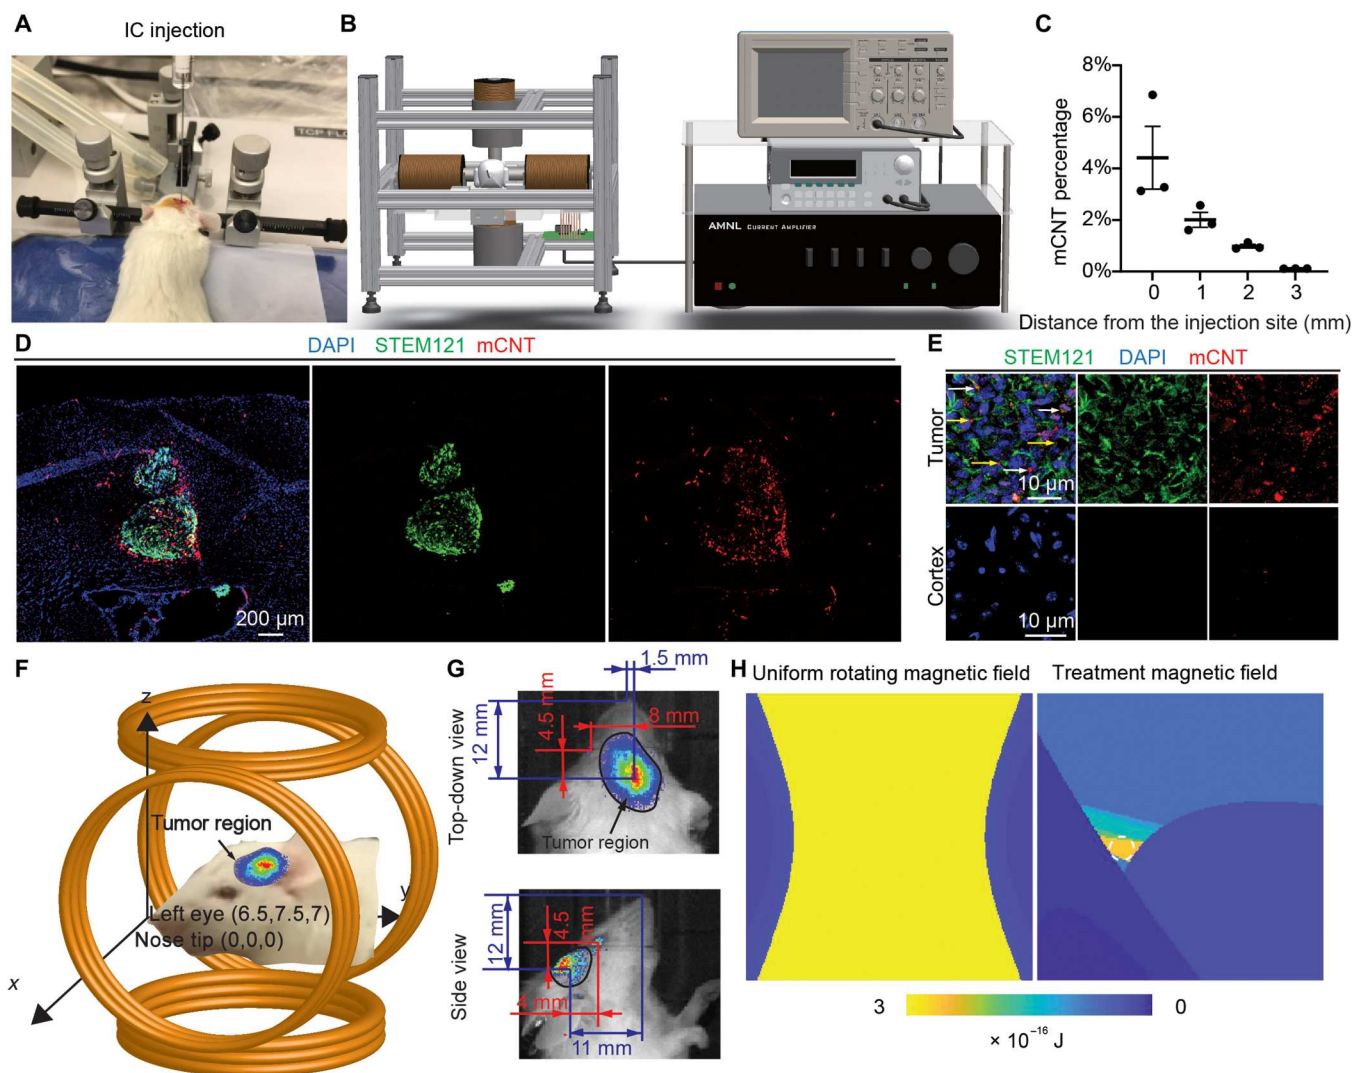 A
IC injection
TCP FLO
B
AMNL CURRENT AMPLIFIER
C
mCNT percentage
8%
6%
4%
2%
0%
0 1 2 3
Distance from the injection site (mm)
D
DAPI STEM121 mCNT
200 µm
E
STEM121 DAPI mCNT
Tumor
10 µm
Cortex
10 µm
F
z
Tumor region
y
Left eye (6.5,7.5,7)
Nose tip (0,0,0)
x
G
1.5 mm
Top-down view
12 mm
4.5 mm
8 mm
Tumor region
Side view
12 mm
4.5 mm
4 mm
11 mm
H
Uniform rotating magnetic field
Treatment magnetic field
3
0
× 10⁻¹⁶ J